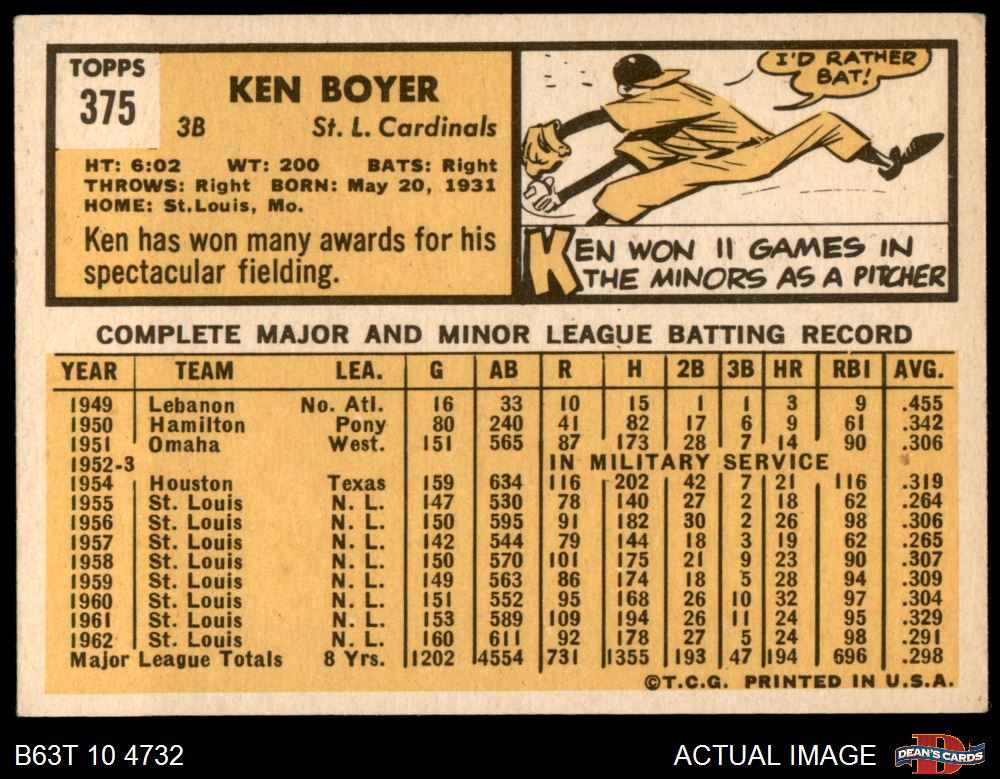 TOPPS
375
KEN BOYER
3B St. L. Cardinals
HT: 6:02 WT: 200 BATS: Right
THROWS: Right BORN: May 20, 1931
HOME: St.Louis, Mo.
Ken has won many awards for his
spectacular fielding.
I'D RATHER
BAT!
KEN WON 11 GAMES IN
THE MINORS AS A PITCHER
COMPLETE MAJOR AND MINOR LEAGUE BATTING RECORD
YEAR TEAM LEA. G AB R H 2B 3B HR RBI AVG.
1949 Lebanon No. Atl. 16 33 10 15 1 1 3 9 .455
1950 Hamilton Pony 80 240 41 82 17 6 9 61 .342
1951 Omaha West. 151 565 87 173 28 7 14 90 .306
1952-3 IN MILITARY SERVICE
1954 Houston Texas 159 634 116 202 42 7 21 116 .319
1955 St. Louis N. L. 147 530 78 140 27 2 18 62 .264
1956 St. Louis N. L. 150 595 91 182 30 2 26 98 .306
1957 St. Louis N. L. 142 544 79 144 18 3 19 62 .265
1958 St. Louis N. L. 150 570 101 175 21 9 23 90 .307
1959 St. Louis N. L. 149 563 86 174 18 5 28 94 .309
1960 St. Louis N. L. 151 552 95 168 26 10 32 97 .304
1961 St. Louis N. L. 153 589 109 194 26 11 24 95 .329
1962 St. Louis N. L. 160 611 92 178 27 5 24 98 .291
Major League Totals 8 Yrs. 1202 4554 731 1355 193 47 194 696 .298
©T.C.G. PRINTED IN U.S.A.
B63T 10 4732 ACTUAL IMAGE DEAN'S CARDS